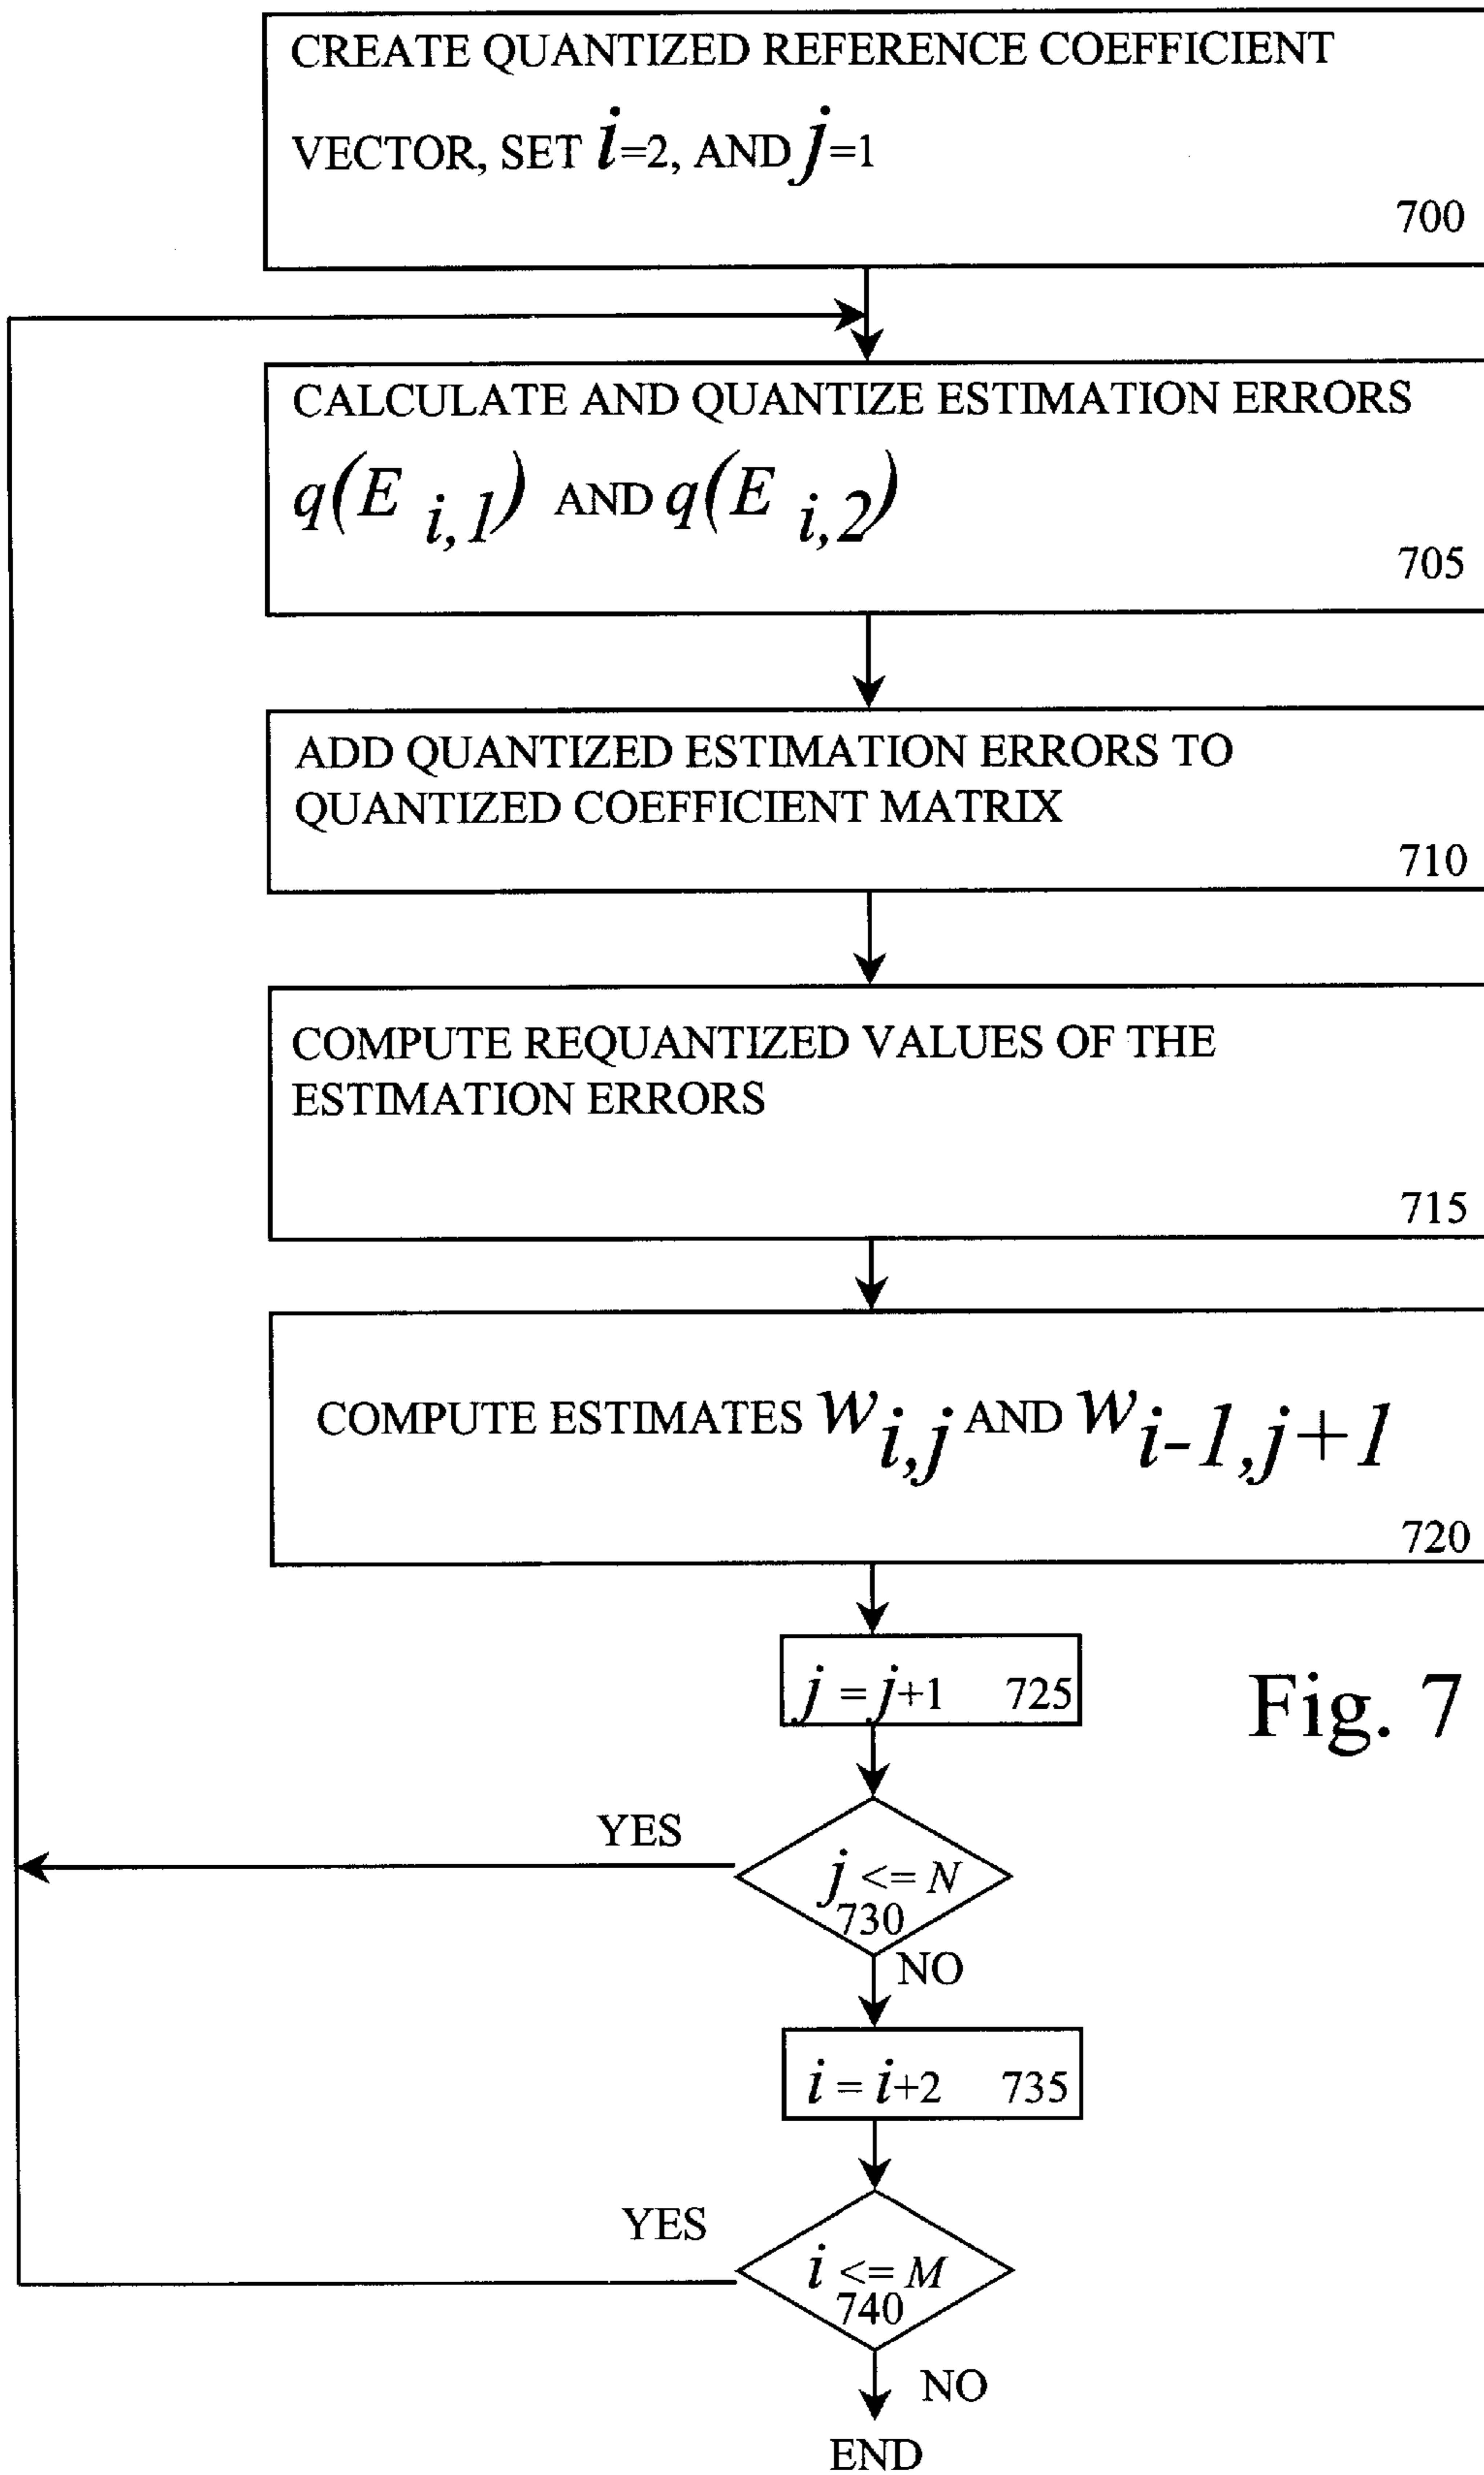 CREATE QUANTIZED REFERENCE COEFFICIENT
VECTOR, SET i=2, AND j=1
700
CALCULATE AND QUANTIZE ESTIMATION ERRORS
q(E i,1) AND q(E i,2)
705
ADD QUANTIZED ESTIMATION ERRORS TO
QUANTIZED COEFFICIENT MATRIX
710
COMPUTE REQUANTIZED VALUES OF THE
ESTIMATION ERRORS
715
COMPUTE ESTIMATES w i,j AND w i-1,j+1
720
j = j+1 725
Fig. 7
YES
j <= N
730
NO
i = i+2 735
YES
i <= M
740
NO
END